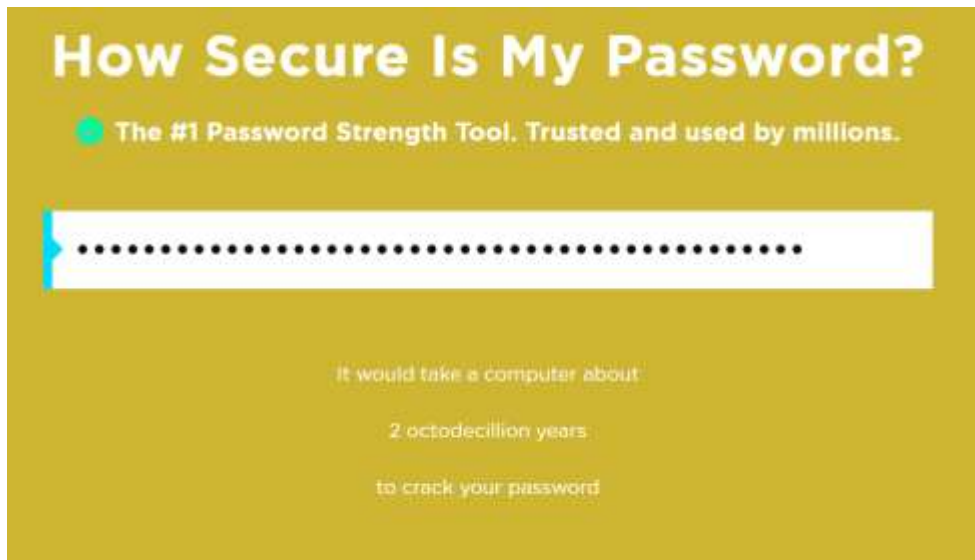 How Secure Is My Password?
The #1 Password Strength Tool. Trusted and used by millions.
••••••••••••••••••••••••••••••••••••••••••••
It would take a computer about
2 octodecillion years
to crack your password